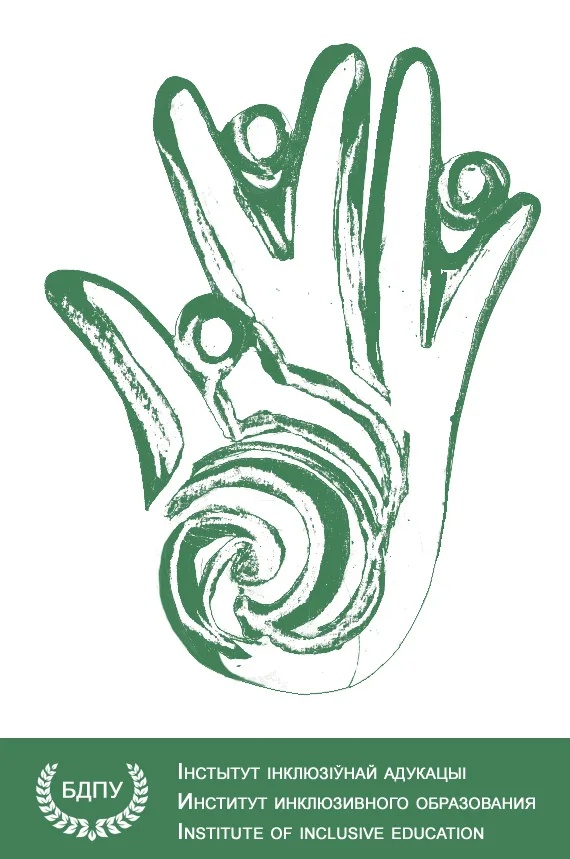 БДПУ
Інстытут інклюзіўнай адукацыі
Институт инклюзивного образования
Institute of inclusive education